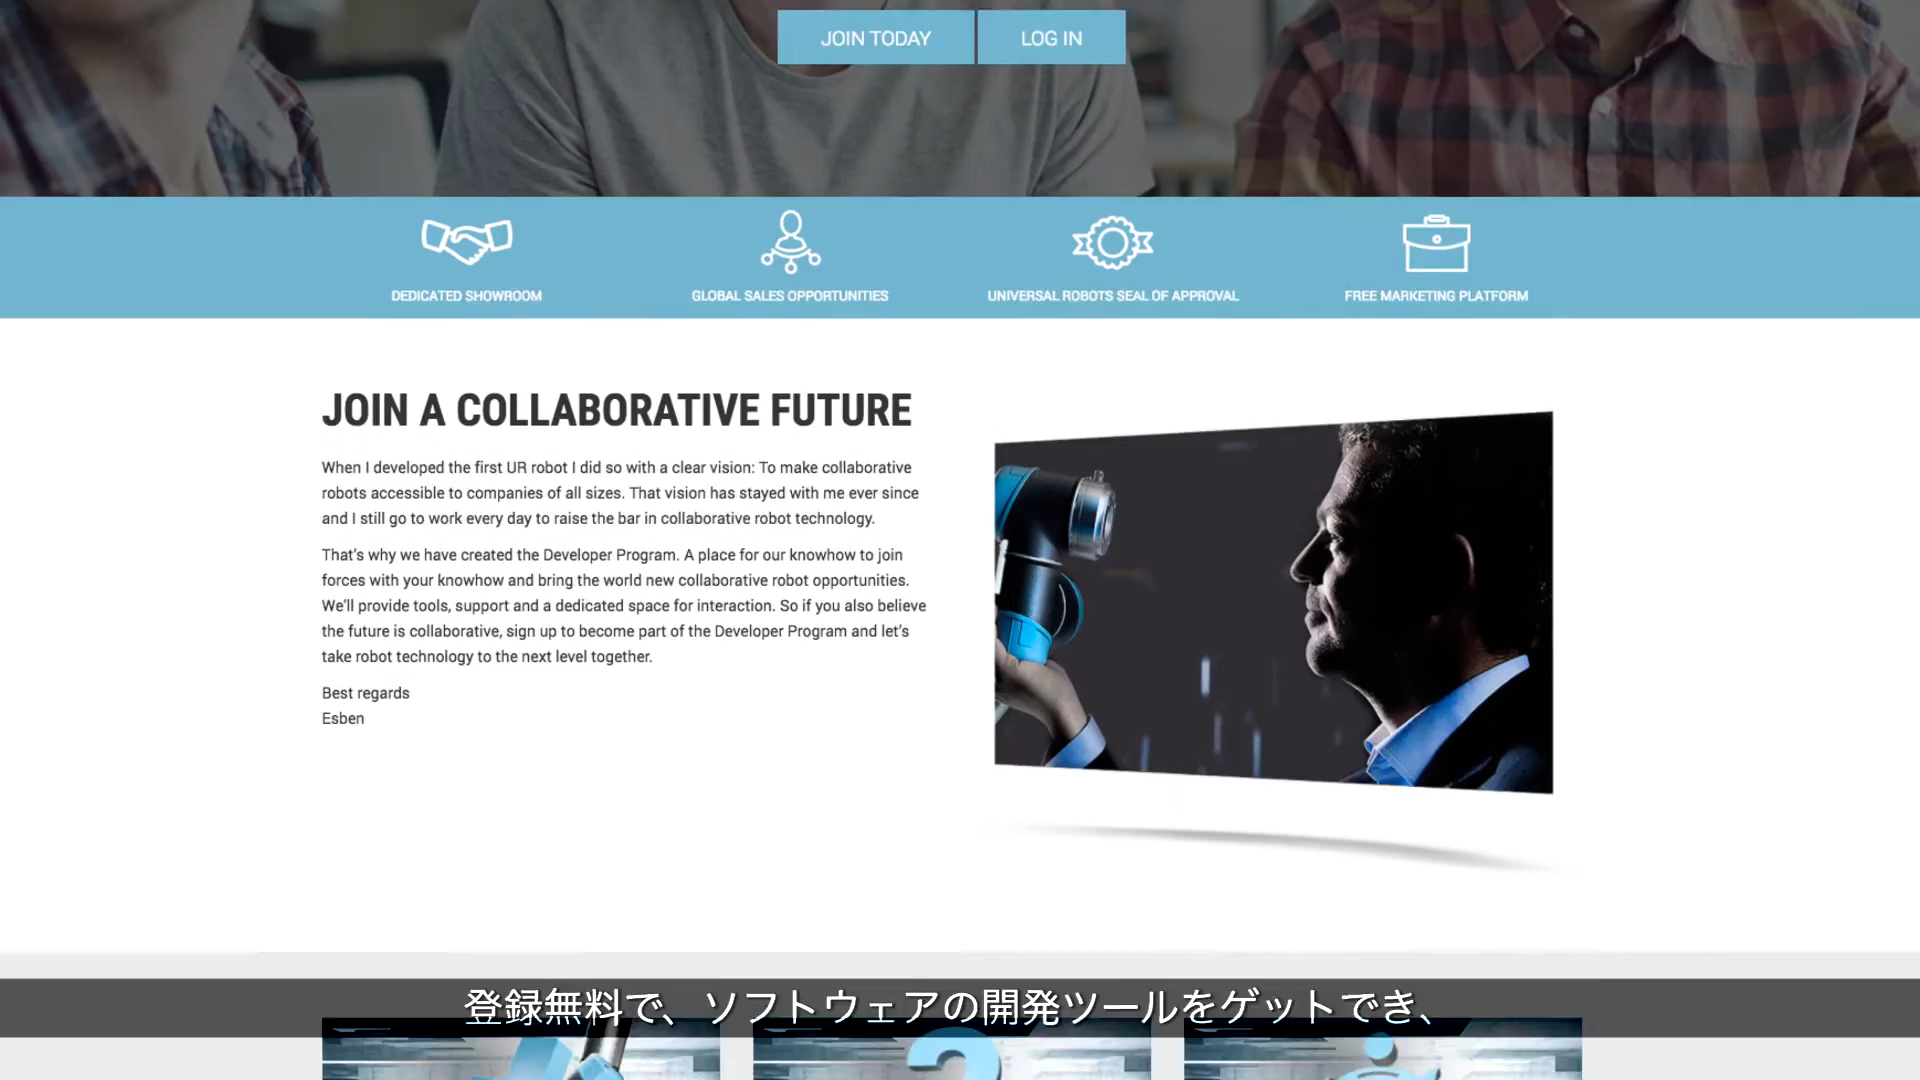 JOIN TODAY
LOG IN
DEDICATED SHOWROOM
GLOBAL SALES OPPORTUNITIES
UNIVERSAL ROBOTS SEAL OF APPROVAL
FREE MARKETING PLATFORM
JOIN A COLLABORATIVE FUTURE
When I developed the first UR robot I did so with a clear vision: To make collaborative
robots accessible to companies of all sizes. That vision has stayed with me ever since
and I still go to work every day to raise the bar in collaborative robot technology.
That's why we have created the Developer Program. A place for our knowhow to join
forces with your knowhow and bring the world new collaborative robot opportunities.
We'll provide tools, support and a dedicated space for interaction. So if you also believe
the future is collaborative, sign up to become part of the Developer Program and let's
take robot technology to the next level together.
Best regards
Esben
登録無料で、ソフトウェアの開発ツールをゲットでき、